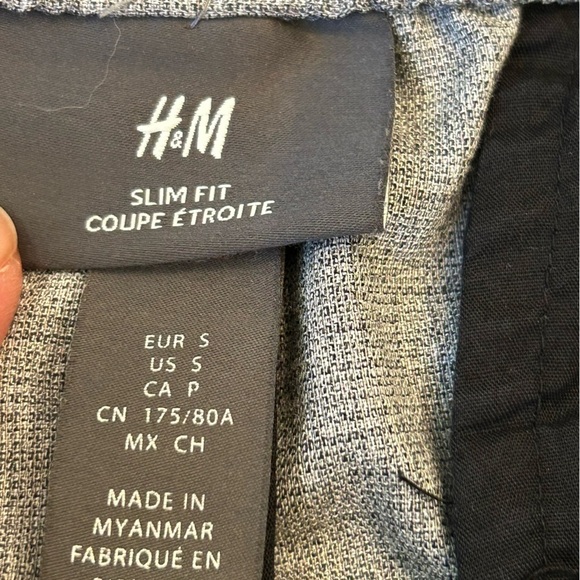 H&M
SLIM FIT
COUPE ÉTROITE
EUR S
US S
CA P
CN 175/80A
MX CH
MADE IN
MYANMAR
FABRIQUÉ EN